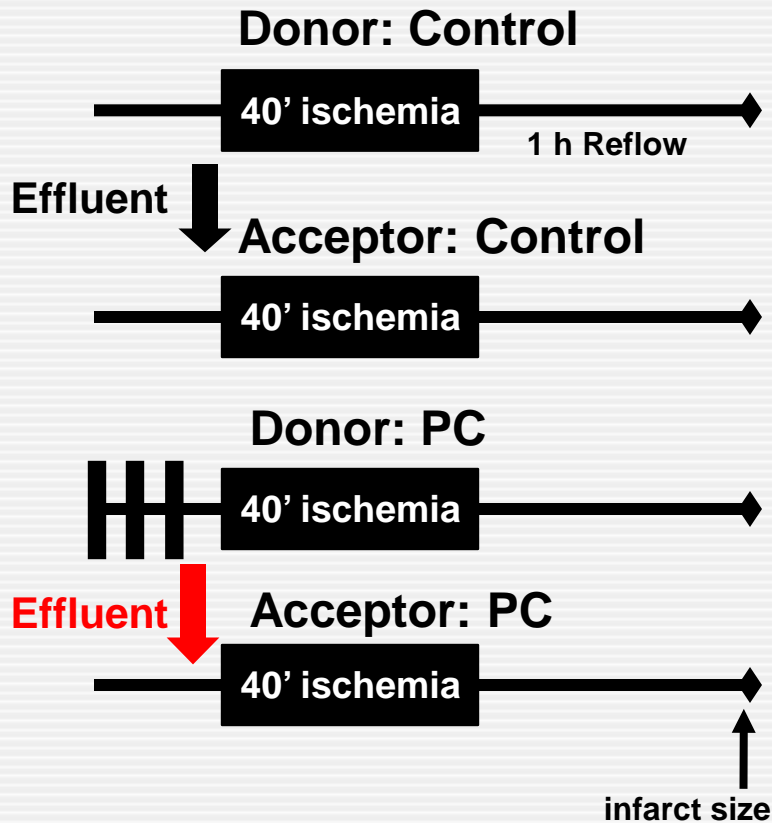 Donor: Control
40’ ischemia
1 h Reflow
Effluent
Acceptor: Control
40’ ischemia
Donor: PC
40’ ischemia
Effluent
Acceptor: PC
40’ ischemia
infarct size